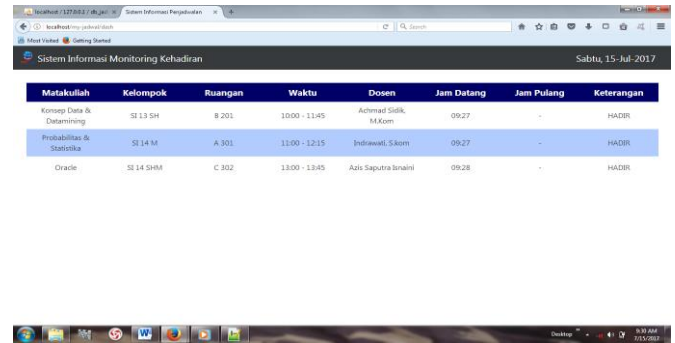 localhost / 127.0.0.1 / db_jad
Sistem Informasi Penjadwalan
localhost/my-jadwal/dash
Search
Most Visited Getting Started
Sistem Informasi Monitoring Kehadiran Sabtu, 15-Jul-2017
Matakuliah Kelompok Ruangan Waktu Dosen Jam Datang Jam Pulang Keterangan
Konsep Data & Datamining SI 13 SH B 201 10:00 - 11:45 Achmad Sidik, M.Kom 09:27 - HADIR
Probabilitas & Statistika SI 14 M A 301 11:00 - 12:15 Indrawati. S.kom 09:27 - HADIR
Oracle SI 14 SHM C 302 13:00 - 13:45 Azis Saputra Isnaini 09:28 - HADIR
Desktop
9:30 AM
7/15/2017